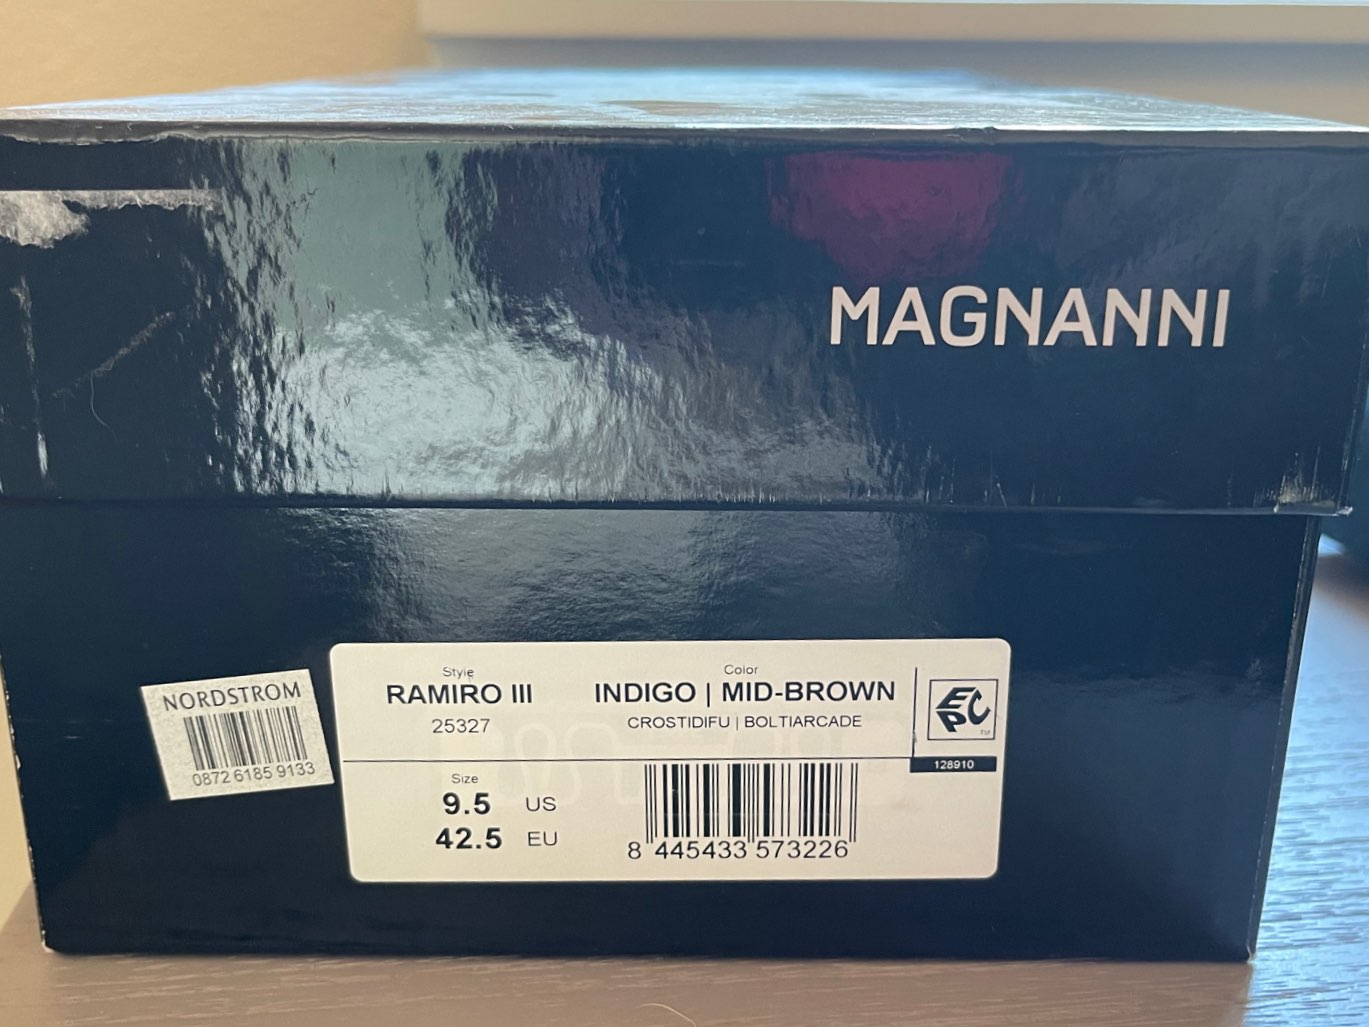 MAGNANNI
NORDSTROM
0872 6185 9133
Style
RAMIRO III
25327
Color
INDIGO | MID-BROWN
CROSTIDIFU | BOLTIARCADE
EPC
TM
128910
Size
9.5 US
42.5 EU
8 445433 573226